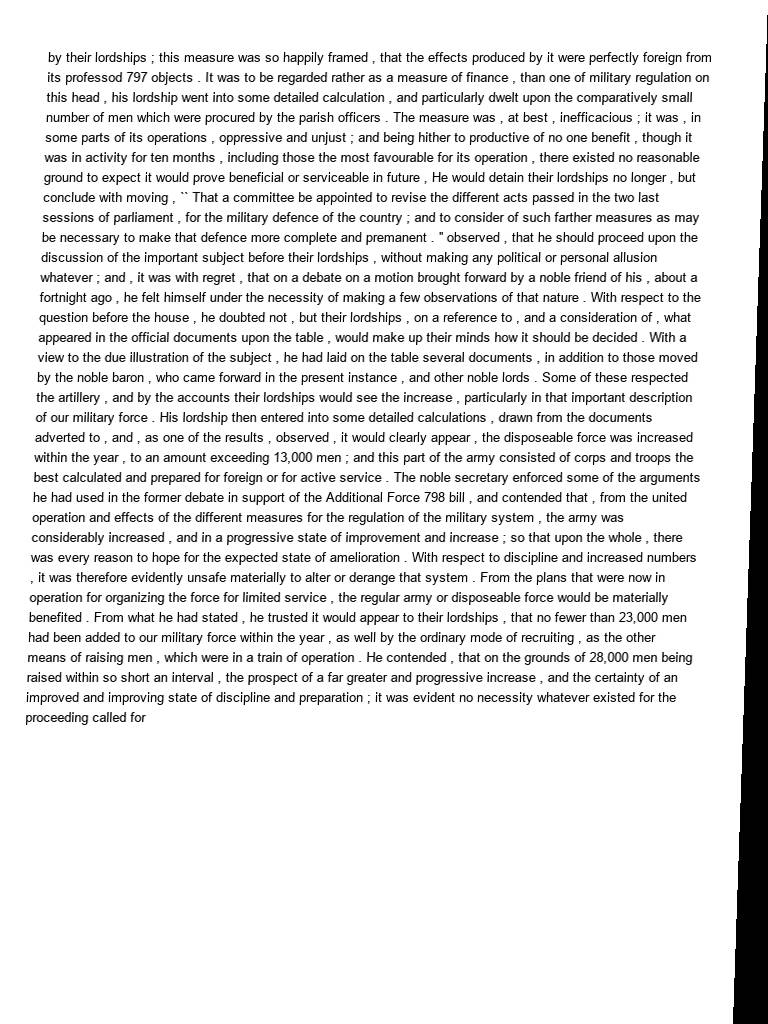 by their lordships ; this measure was so happily framed , that the effects produced by it were perfectly foreign from
its professod 797 objects . It was to be regarded rather as a measure of finance , than one of military regulation on
this head , his lordship went into some detailed calculation , and particularly dwelt upon the comparatively small
number of men which were procured by the parish officers . The measure was , at best , inefficacious ; it was , in
some parts of its operations , oppressive and unjust ; and being hither to productive of no one benefit , though it
was in activity for ten months , including those the most favourable for its operation , there existed no reasonable
ground to expect it would prove beneficial or serviceable in future , He would detain their lordships no longer , but
conclude with moving , `` That a committee be appointed to revise the different acts passed in the two last
sessions of parliament , for the military defence of the country ; and to consider of such farther measures as may
be necessary to make that defence more complete and premanent . " observed , that he should proceed upon the
discussion of the important subject before their lordships , without making any political or personal allusion
whatever ; and , it was with regret , that on a debate on a motion brought forward by a noble friend of his , about a
fortnight ago , he felt himself under the necessity of making a few observations of that nature . With respect to the
question before the house , he doubted not , but their lordships , on a reference to , and a consideration of , what
appeared in the official documents upon the table , would make up their minds how it should be decided . With a
view to the due illustration of the subject , he had laid on the table several documents , in addition to those moved
by the noble baron , who came forward in the present instance , and other noble lords . Some of these respected
the artillery , and by the accounts their lordships would see the increase , particularly in that important description
of our military force . His lordship then entered into some detailed calculations , drawn from the documents
adverted to , and , as one of the results , observed , it would clearly appear , the disposeable force was increased
within the year , to an amount exceeding 13,000 men ; and this part of the army consisted of corps and troops the
best calculated and prepared for foreign or for active service . The noble secretary enforced some of the arguments
he had used in the former debate in support of the Additional Force 798 bill , and contended that , from the united
operation and effects of the different measures for the regulation of the military system , the army was
considerably increased , and in a progressive state of improvement and increase ; so that upon the whole , there
was every reason to hope for the expected state of amelioration . With respect to discipline and increased numbers
, it was therefore evidently unsafe materially to alter or derange that system . From the plans that were now in
operation for organizing the force for limited service , the regular army or disposeable force would be materially
benefited . From what he had stated , he trusted it would appear to their lordships , that no fewer than 23,000 men
had been added to our military force within the year , as well by the ordinary mode of recruiting , as the other
means of raising men , which were in a train of operation . He contended , that on the grounds of 28,000 men being
raised within so short an interval , the prospect of a far greater and progressive increase , and the certainty of an
improved and improving state of discipline and preparation ; it was evident no necessity whatever existed for the
proceeding called for